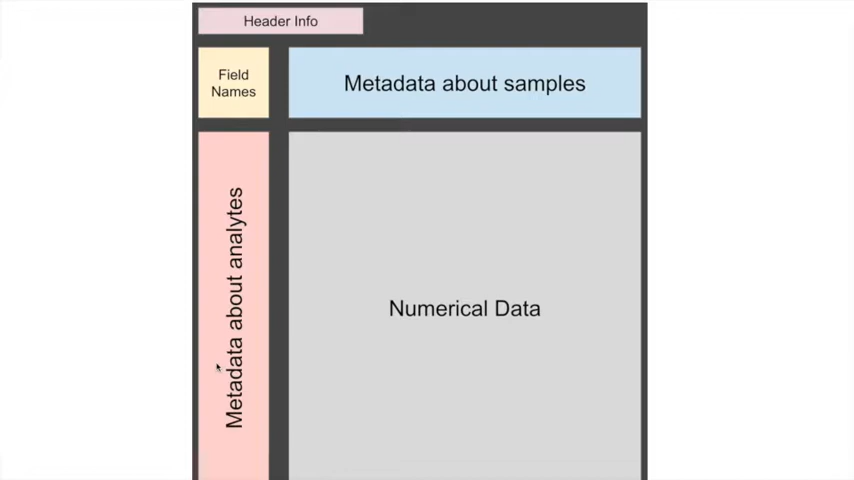 Header Info
Field
Names
Metadata about samples
Metadata about analytes
Numerical Data